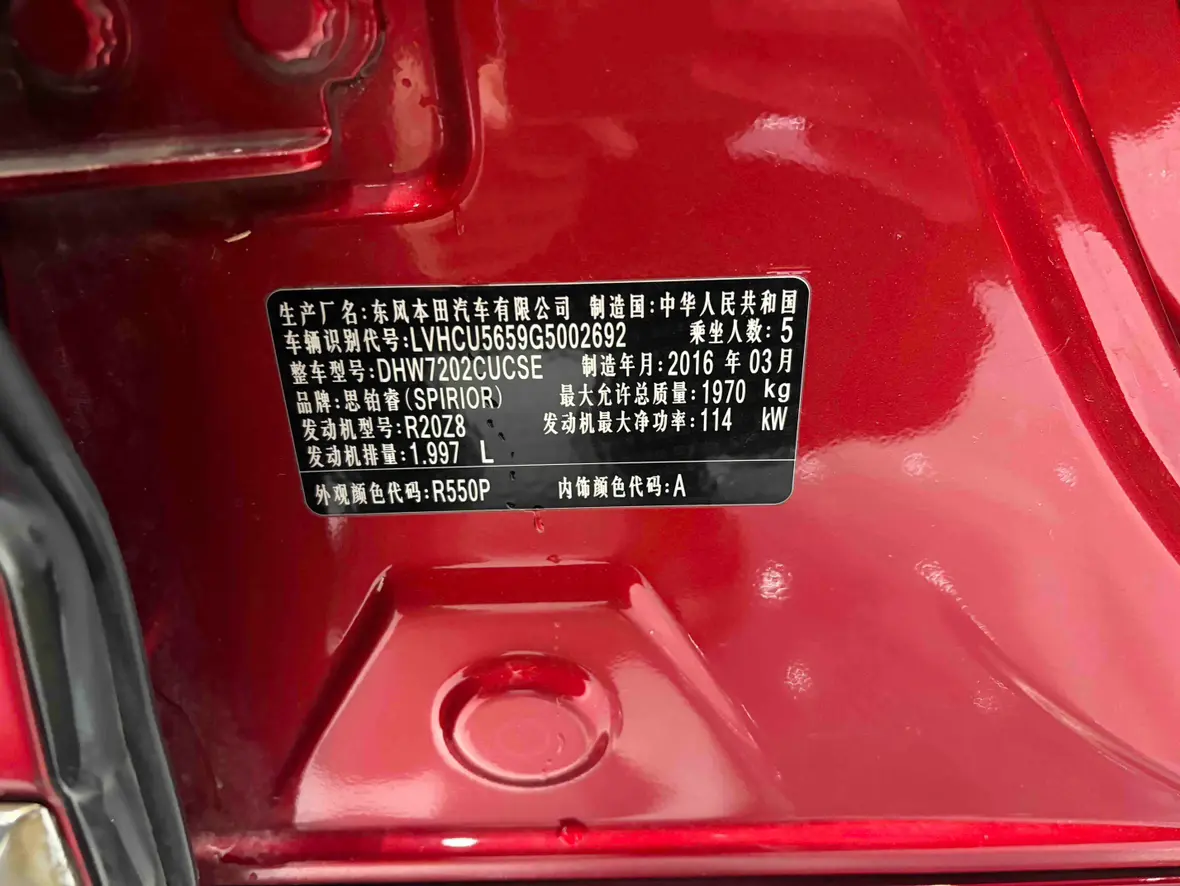 生产厂名:东风本田汽车有限公司 制造国:中华人民共和国
车辆识别代号:LVHCU5659G5002692 乘坐人数:5
整车型号:DHW7202CUCSE 制造年月:2016 年 03月
品牌:思铂睿(SPIRIOR) 最大允许总质量:1970 kg
发动机型号:R20Z8 发动机最大净功率:114 kW
发动机排量:1.997 L
外观颜色代码:R550P 内饰颜色代码:A